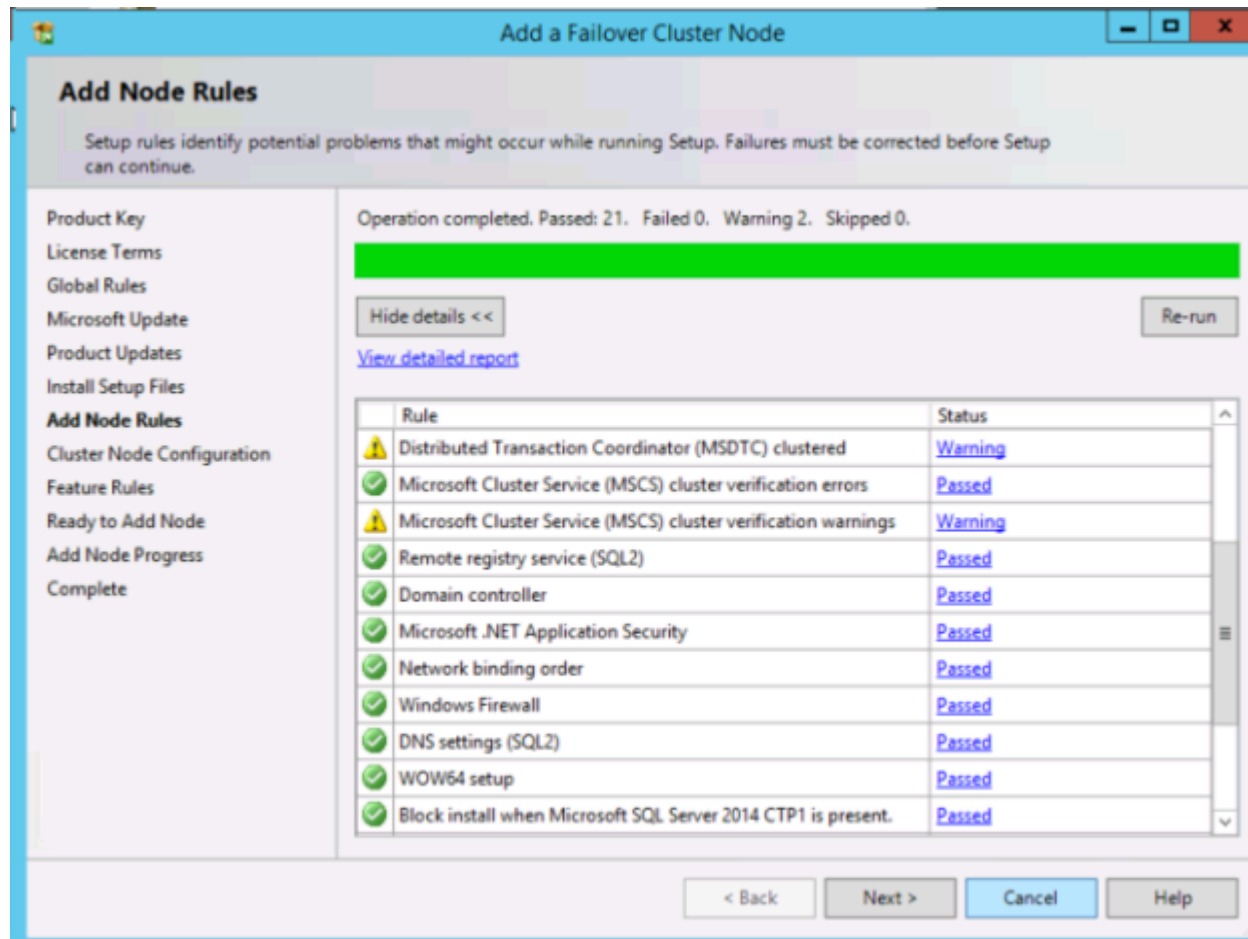 Add a Failover Cluster Node
Add Node Rules
Setup rules identify potential problems that might occur while running Setup. Failures must be corrected before Setup
can continue.
Product Key
License Terms
Global Rules
Microsoft Update
Product Updates
Install Setup Files
Add Node Rules
Cluster Node Configuration
Feature Rules
Ready to Add Node
Add Node Progress
Complete
Operation completed. Passed: 21. Failed 0. Warning 2. Skipped 0.
Hide details <<
Re-run
View detailed report
Rule Status
Distributed Transaction Coordinator (MSDTC) clustered Warning
Microsoft Cluster Service (MSCS) cluster verification errors Passed
Microsoft Cluster Service (MSCS) cluster verification warnings Warning
Remote registry service (SQL2) Passed
Domain controller Passed
Microsoft .NET Application Security Passed
Network binding order Passed
Windows Firewall Passed
DNS settings (SQL2) Passed
WOW64 setup Passed
Block install when Microsoft SQL Server 2014 CTP1 is present. Passed
< Back Next > Cancel Help